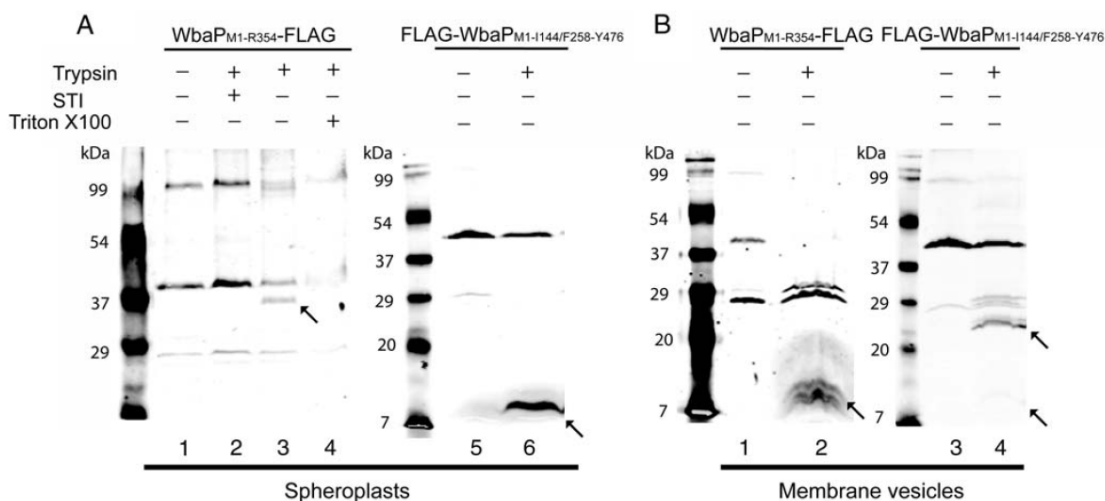 A
B
WbaPM1-R354-FLAG FLAG-WbaPM1-I144/F258-Y476
WbaPM1-R354-FLAG FLAG-WbaPM1-I144/F258-Y476
Trypsin – + + + – + – + – +
STI – + – – – – – – – –
Triton X100 – – – + – – – – – –
kDa kDa kDa kDa
99 99 99 99
54 54 54 54
37 37 37 37
29 29 29 29
20 20 20
7 7 7
1 2 3 4 5 6 1 2 3 4
Spheroplasts Membrane vesicles